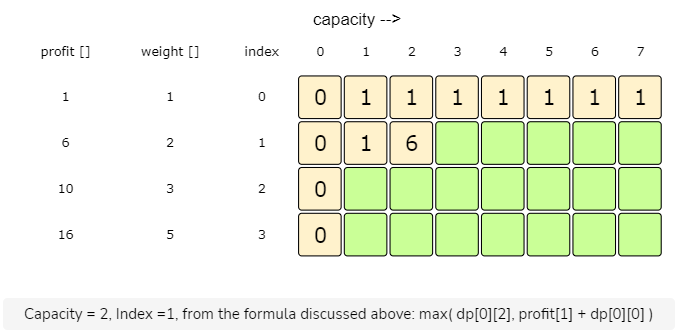 capacity -->
profit [] weight [] index 0 1 2 3 4 5 6 7
1 1 0 0 1 1 1 1 1 1 1
6 2 1 0 1 6
10 3 2 0
16 5 3 0
Capacity = 2, Index =1, from the formula discussed above: max( dp[0][2], profit[1] + dp[0][0] )